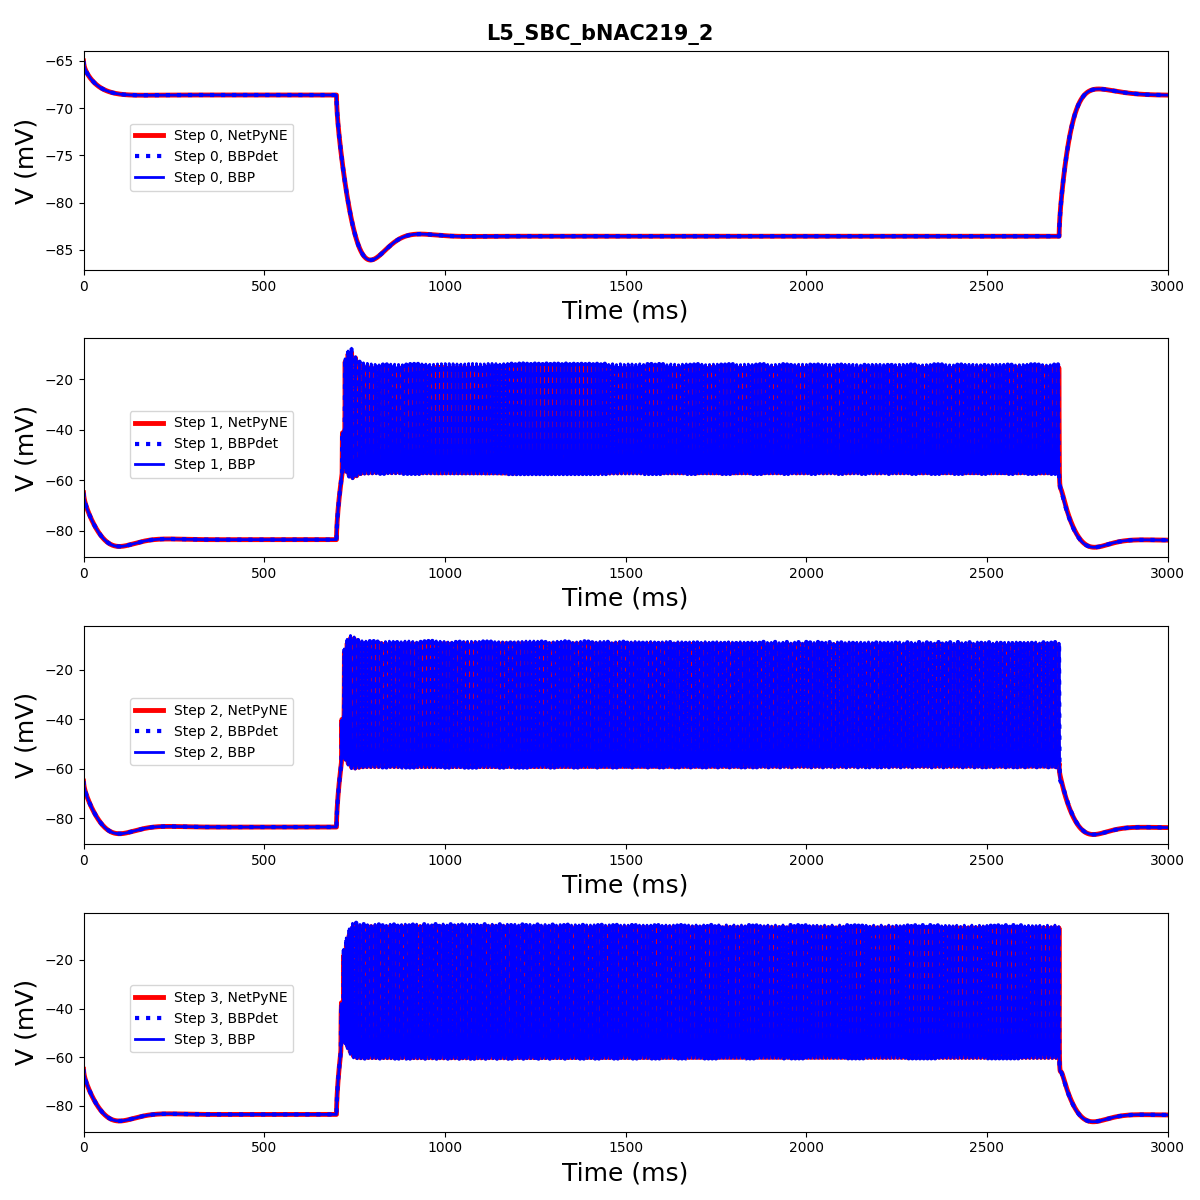 L5_SBC_bNAC219_2
V (mV)
−65
−70
−75
−80
−85
Step 0, NetPyNE
Step 0, BBPdet
Step 0, BBP
0 500 1000 1500 2000 2500 3000
Time (ms)
V (mV)
−20
−40
−60
−80
Step 1, NetPyNE
Step 1, BBPdet
Step 1, BBP
0 500 1000 1500 2000 2500 3000
Time (ms)
V (mV)
−20
−40
−60
−80
Step 2, NetPyNE
Step 2, BBPdet
Step 2, BBP
0 500 1000 1500 2000 2500 3000
Time (ms)
V (mV)
−20
−40
−60
−80
Step 3, NetPyNE
Step 3, BBPdet
Step 3, BBP
0 500 1000 1500 2000 2500 3000
Time (ms)